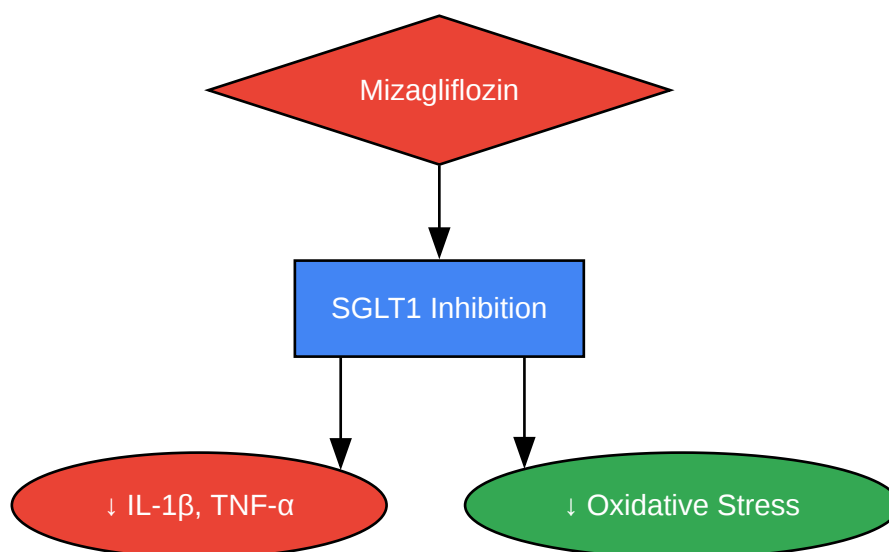 Mizagliflozin
SGLT1 Inhibition
↓ IL-1β, TNF-α
↓ Oxidative Stress